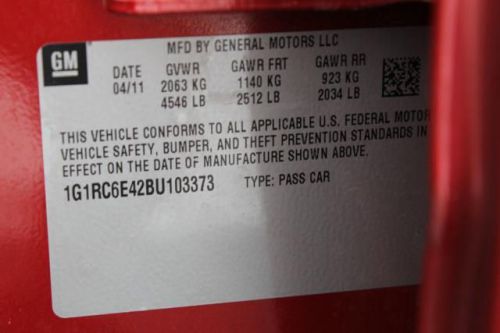 GM
MFD BY GENERAL MOTORS LLC
DATE GVWR GAWR FRT GAWR RR
04/11 2063 KG 1140 KG 923 KG
4546 LB 2512 LB 2034 LB
THIS VEHICLE CONFORMS TO ALL APPLICABLE U.S. FEDERAL MOTOR
VEHICLE SAFETY, BUMPER, AND THEFT PREVENTION STANDARDS IN
EFFECT ON THE DATE OF MANUFACTURE SHOWN ABOVE.
1G1RC6E42BU103373 TYPE: PASS CAR